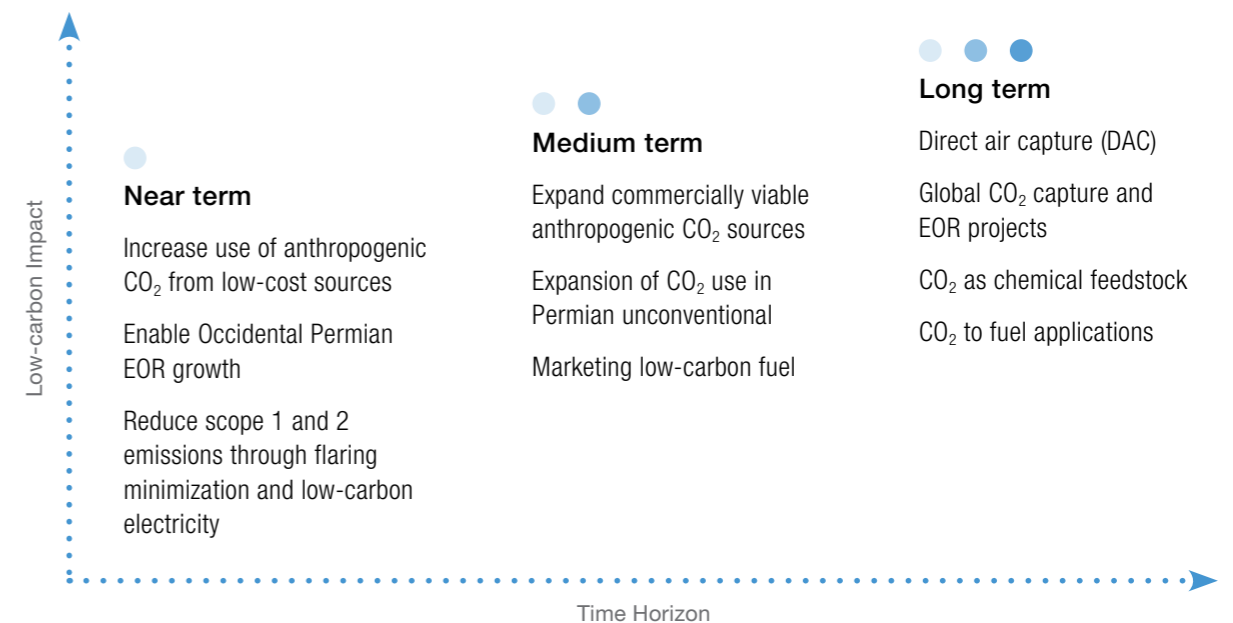 Low-carbon Impact
Near term
Increase use of anthropogenic
CO₂ from low-cost sources
Enable Occidental Permian
EOR growth
Reduce scope 1 and 2
emissions through flaring
minimization and low-carbon
electricity
Medium term
Expand commercially viable
anthropogenic CO₂ sources
Expansion of CO₂ use in
Permian unconventional
Marketing low-carbon fuel
Long term
Direct air capture (DAC)
Global CO₂ capture and
EOR projects
CO₂ as chemical feedstock
CO₂ to fuel applications
Time Horizon